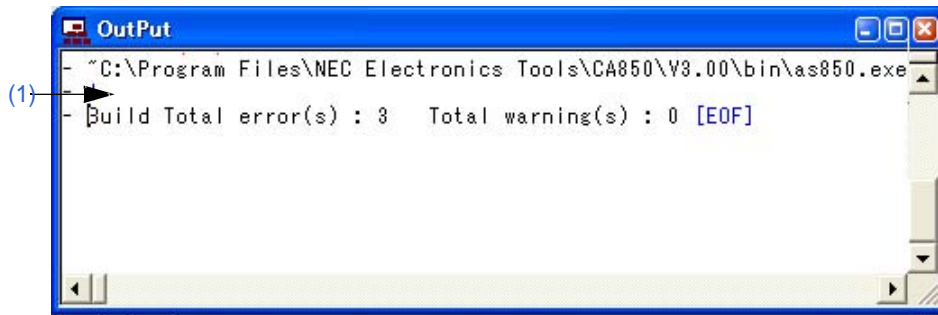 OutPut
- "C:\Program Files\NEC Electronics Tools\CA850\V3.00\bin\as850.exe
(1)
-
- Build Total error(s) : 3 Total warning(s) : 0 [EOF]